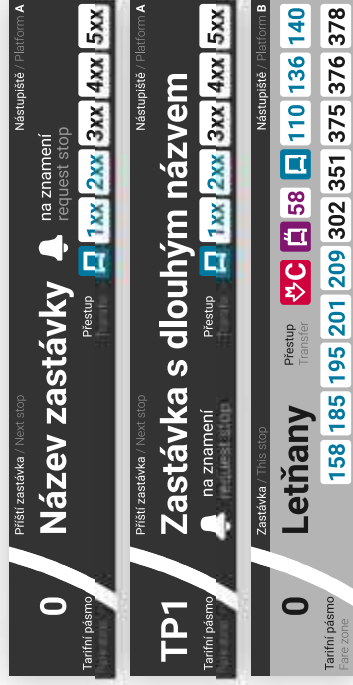 Příští zastávka / Next stop
Nástupiště / Platform A
0
Název zastávky
na znamení
request stop
Tarifní pásmo
Přestup
1xx 2xx 3xx 4xx 5xx
Příští zastávka / Next stop
Nástupiště / Platform A
TP1
Zastávka s dlouhým názvem
Tarifní pásmo
na znamení
request stop
Přestup
1xx 2xx 3xx 4xx 5xx
Zastávka / This stop
Nástupiště / Platform B
0
Letňany
Přestup
Transfer
C 58 110 136 140
Tarifní pásmo
Fare zone
158 185 195 201 209 302 351 375 376 378